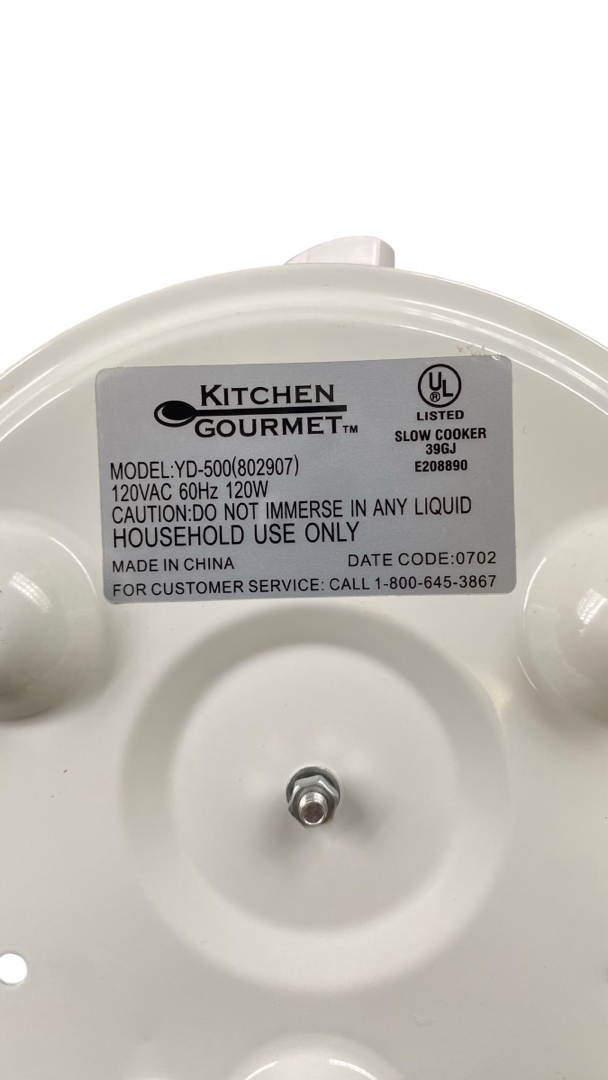 KITCHEN
GOURMET™
UL
®
LISTED
SLOW COOKER
39GJ
E208890
MODEL:YD-500(802907)
120VAC 60Hz 120W
CAUTION:DO NOT IMMERSE IN ANY LIQUID
HOUSEHOLD USE ONLY
MADE IN CHINA DATE CODE:0702
FOR CUSTOMER SERVICE: CALL 1-800-645-3867